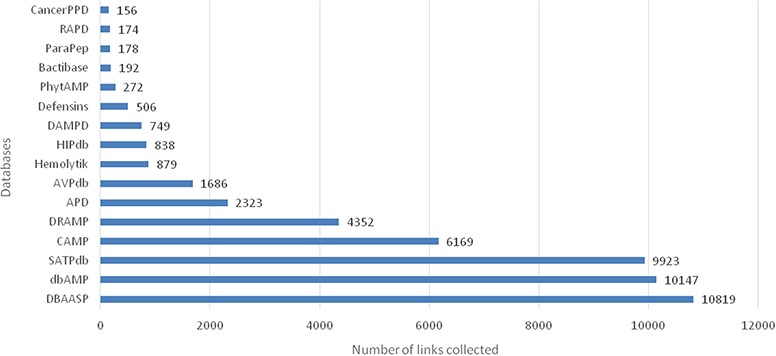 CancerPPD 156
RAPD 174
ParaPep 178
Bactibase 192
PhytAMP 272
Defensins 506
DAMPD 749
HIPdb 838
Hemolytik 879
AVPdb 1686
APD 2323
DRAMP 4352
CAMP 6169
SATPdb 9923
dbAMP 10147
DBAASP 10819
Databases
0 2000 4000 6000 8000 10000 12000
Number of links collected